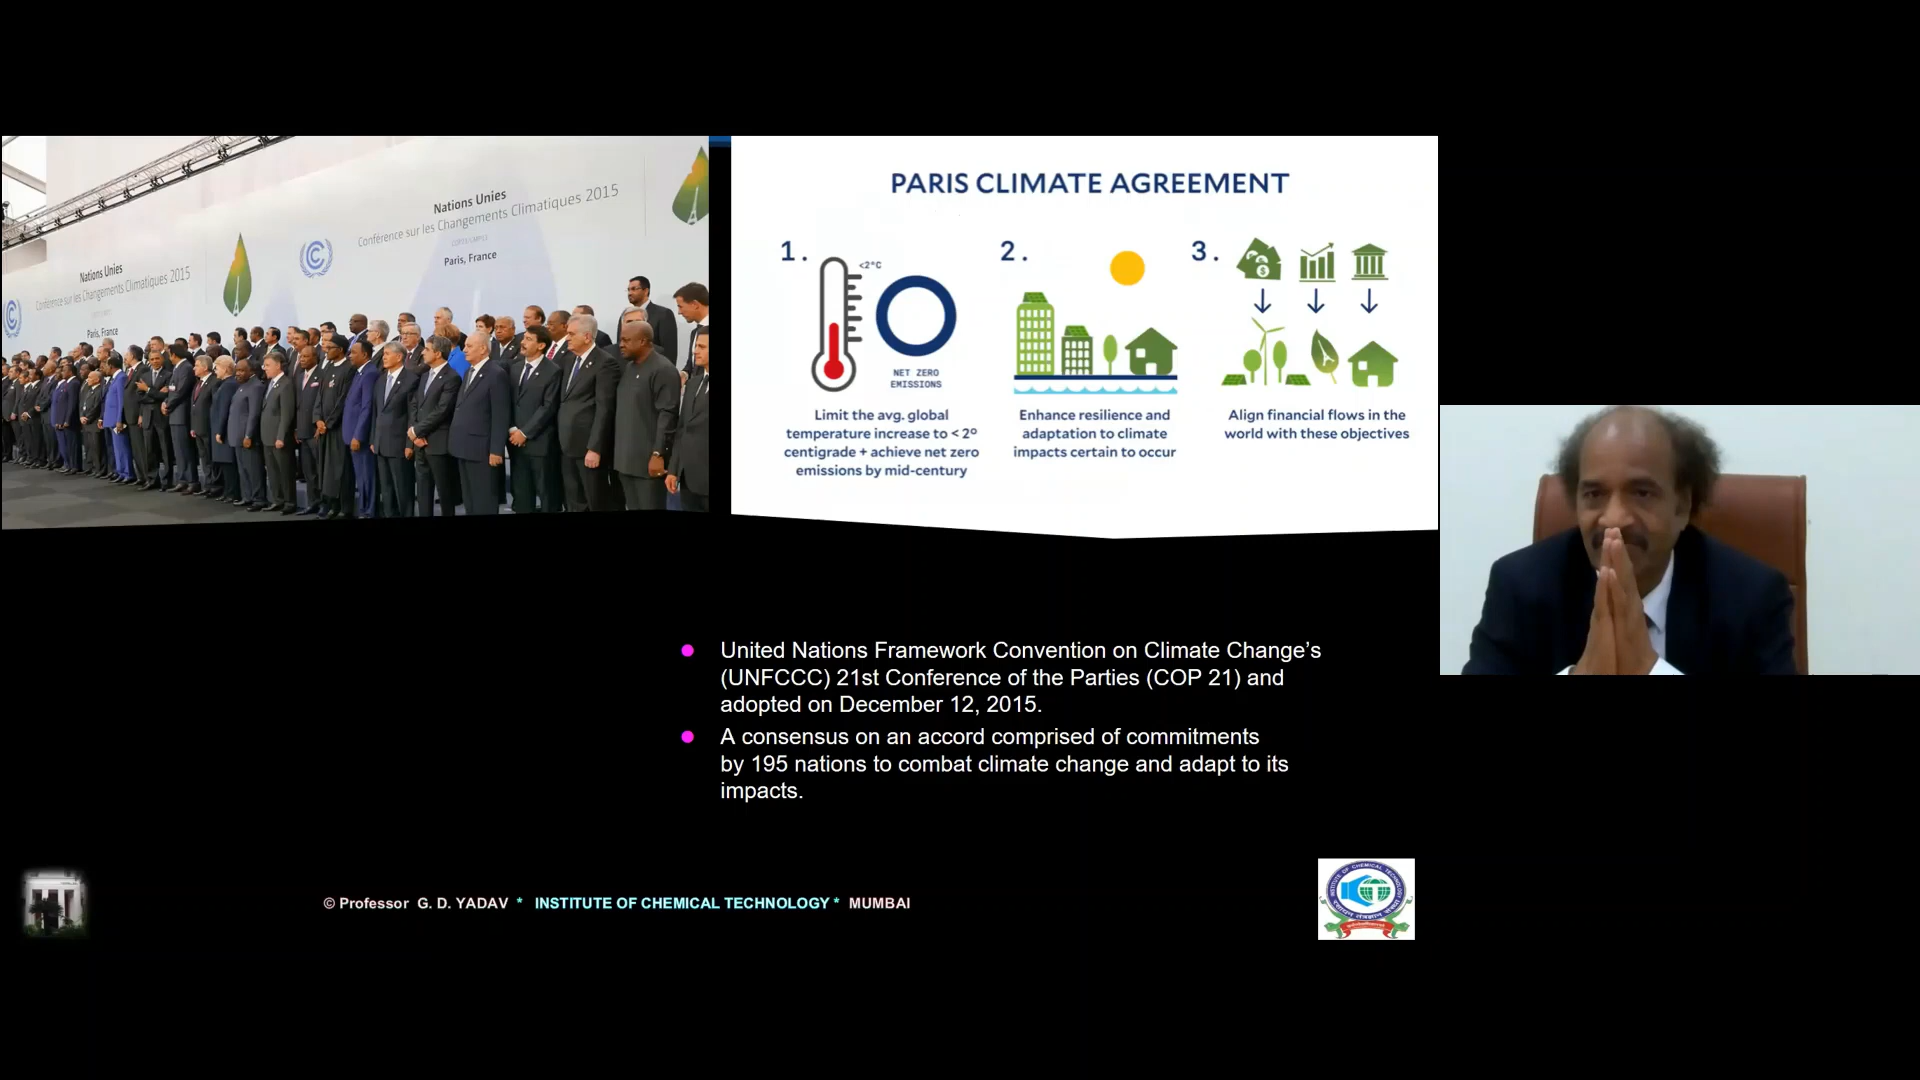 Nations Unies
Conférence sur les Changements Climatiques 2015
Paris, France
Nations Unies
Conférence sur les Changements Climatiques 2015
Paris, France
PARIS CLIMATE AGREEMENT
1.
<2°C
NET ZERO
EMISSIONS
Limit the avg. global
temperature increase to < 2°
centigrade + achieve net zero
emissions by mid-century
2.
Enhance resilience and
adaptation to climate
impacts certain to occur
3.
Align financial flows in the
world with these objectives
● United Nations Framework Convention on Climate Change’s
(UNFCCC) 21st Conference of the Parties (COP 21) and
adopted on December 12, 2015.
● A consensus on an accord comprised of commitments
by 195 nations to combat climate change and adapt to its
impacts.
© Professor G. D. YADAV * INSTITUTE OF CHEMICAL TECHNOLOGY * MUMBAI
INSTITUTE OF CHEMICAL TECHNOLOGY